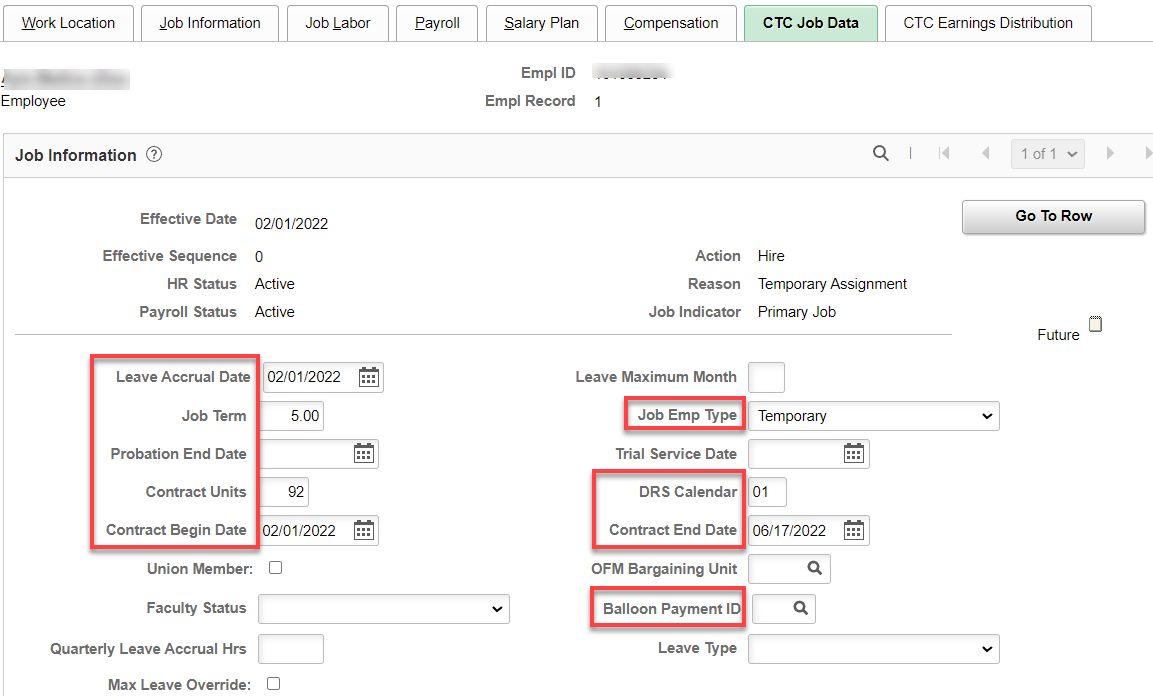 Work Location Job Information Job Labor Payroll Salary Plan Compensation CTC Job Data CTC Earnings Distribution
Empl ID
Employee Empl Record 1
Job Information ? | 1 of 1
Go To Row
Effective Date 02/01/2022
Effective Sequence 0 Action Hire
HR Status Active Reason Temporary Assignment
Payroll Status Active Job Indicator Primary Job
Future
Leave Accrual Date 02/01/2022 Leave Maximum Month
Job Term 5.00 Job Emp Type Temporary
Probation End Date Trial Service Date
Contract Units 92 DRS Calendar 01
Contract Begin Date 02/01/2022 Contract End Date 06/17/2022
Union Member: OFM Bargaining Unit
Faculty Status Balloon Payment ID
Quarterly Leave Accrual Hrs Leave Type
Max Leave Override: